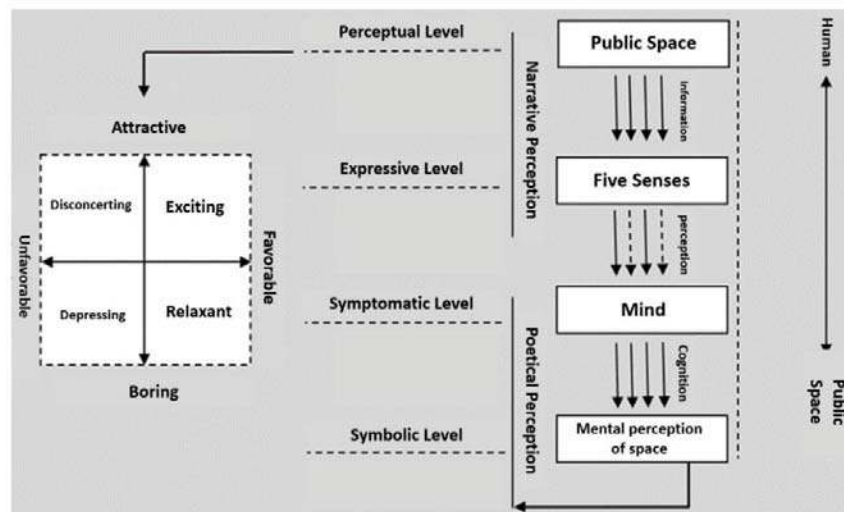 Perceptual Level
Public Space
Human
Information
Narrative Perception
Attractive
Disconcerting
Exciting
Unfavorable
Favorable
Depressing
Relaxant
Boring
Expressive Level
Five Senses
perception
Symptomatic Level
Mind
Poetical Perception
Cognition
Public
Space
Symbolic Level
Mental perception
of space